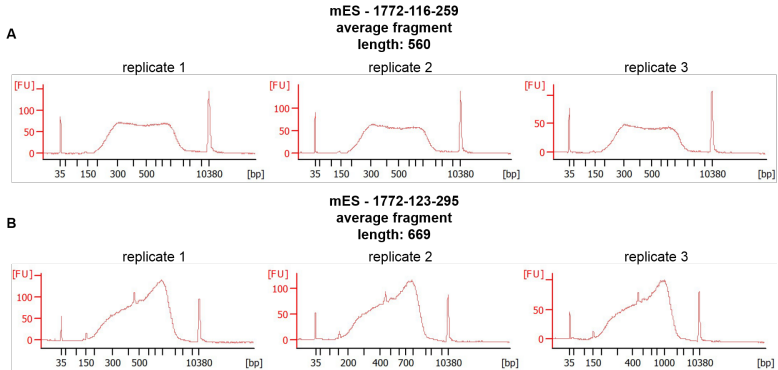 mES - 1772-116-259
average fragment
length: 560
A
replicate 1 replicate 2 replicate 3
[FU] [FU] [FU]
150
100
50
0
100
50
0
50
0
35 150 300 500 10380 [bp] 35 150 300 500 10380 [bp] 35 150 300 500 10380 [bp]
mES - 1772-123-295
average fragment
length: 669
B
replicate 1 replicate 2 replicate 3
[FU] [FU] [FU]
150
100
50
0
100
50
0
100
50
0
35 150 300 500 10380 [bp] 35 200 400 700 10380 [bp] 35 150 400 1000 10380 [bp]